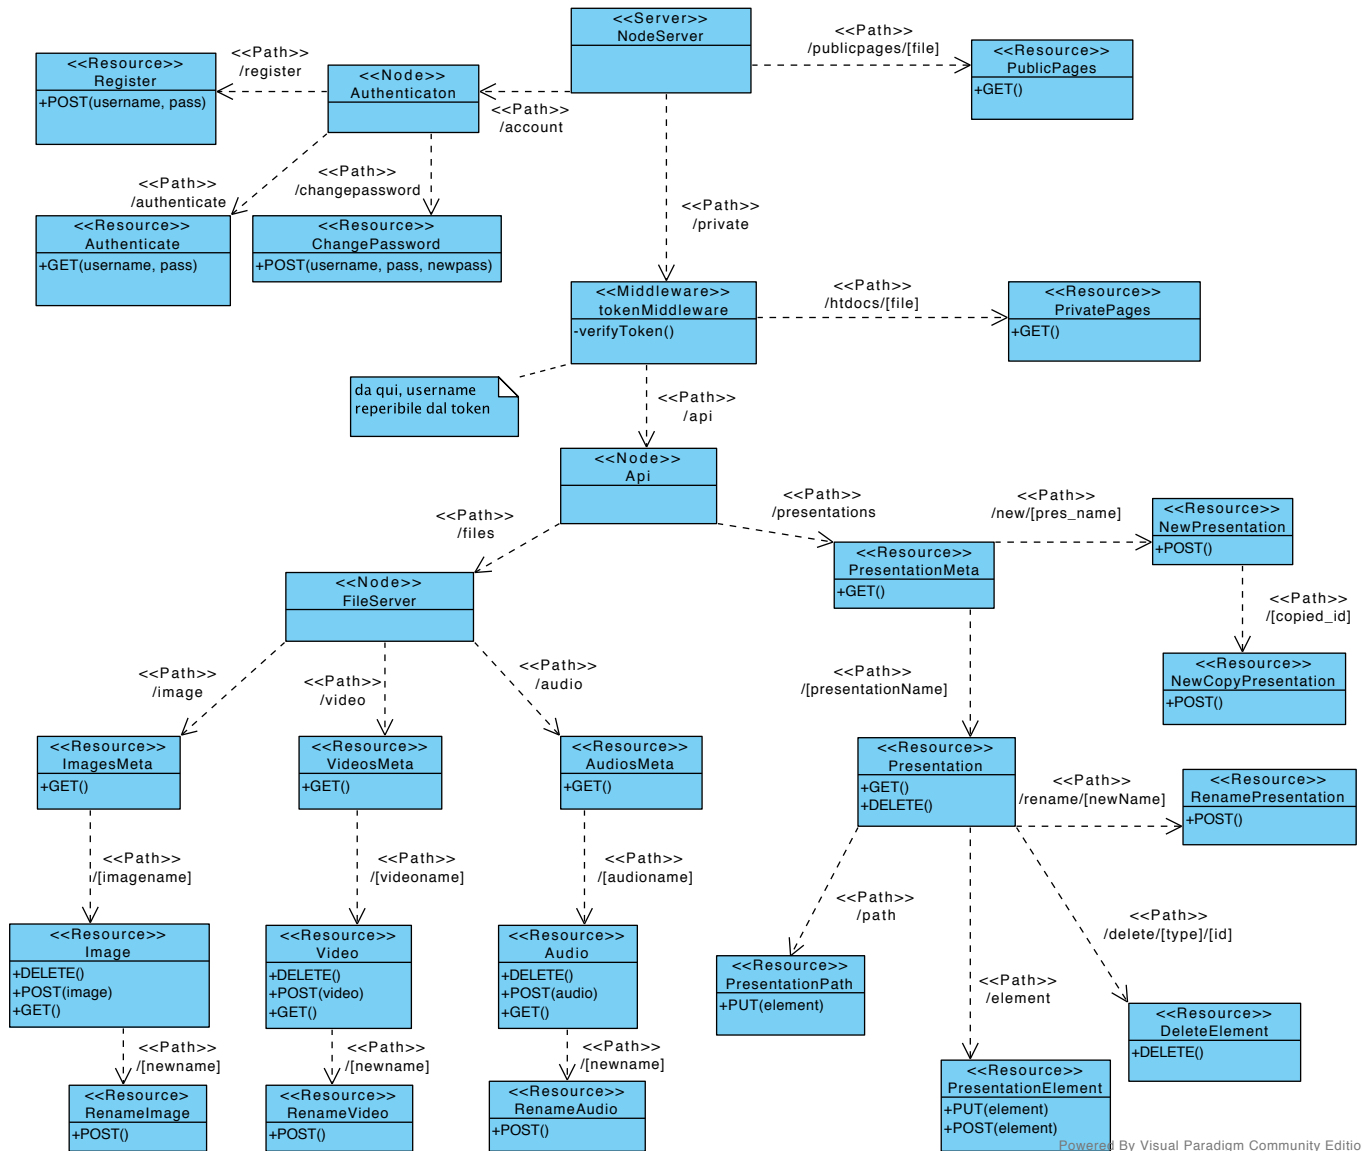 <<Server>>
NodeServer
<<Path>>
/publicpages/[file]
<<Resource>>
PublicPages
+GET()
<<Path>>
/register
<<Resource>>
Register
+POST(username, pass)
<<Node>>
Authenticaton
<<Path>>
/account
<<Path>>
/authenticate
<<Path>>
/changepassword
<<Path>>
/private
<<Resource>>
Authenticate
+GET(username, pass)
<<Resource>>
ChangePassword
+POST(username, pass, newpass)
<<Middleware>>
tokenMiddleware
-verifyToken()
<<Path>>
/htdocs/[file]
<<Resource>>
PrivatePages
+GET()
da qui, username
reperibile dal token
<<Path>>
/api
<<Node>>
Api
<<Path>>
/files
<<Path>>
/presentations
<<Path>>
/new/[pres_name]
<<Resource>>
NewPresentation
+POST()
<<Node>>
FileServer
<<Resource>>
PresentationMeta
+GET()
<<Path>>
/[copied_id]
<<Path>>
/image
<<Path>>
/video
<<Path>>
/audio
<<Path>>
/[presentationName]
<<Resource>>
NewCopyPresentation
+POST()
<<Resource>>
ImagesMeta
+GET()
<<Resource>>
VideosMeta
+GET()
<<Resource>>
AudiosMeta
+GET()
<<Resource>>
Presentation
+GET()
+DELETE()
<<Path>>
/rename/[newName]
<<Resource>>
RenamePresentation
+POST()
<<Path>>
/[imagename]
<<Path>>
/[videoname]
<<Path>>
/[audioname]
<<Path>>
/path
<<Path>>
/delete/[type]/[id]
<<Resource>>
Image
+DELETE()
+POST(image)
+GET()
<<Resource>>
Video
+DELETE()
+POST(video)
+GET()
<<Resource>>
Audio
+DELETE()
+POST(audio)
+GET()
<<Resource>>
PresentationPath
+PUT(element)
<<Path>>
/element
<<Resource>>
DeleteElement
+DELETE()
<<Path>>
/[newname]
<<Path>>
/[newname]
<<Path>>
/[newname]
<<Resource>
RenameImage
+POST()
<<Resource>>
RenameVideo
+POST()
<<Resource>>
RenameAudio
+POST()
<<Resource>>
PresentationElement
+PUT(element)
+POST(element)
Powered By Visual Paradigm Community Editio